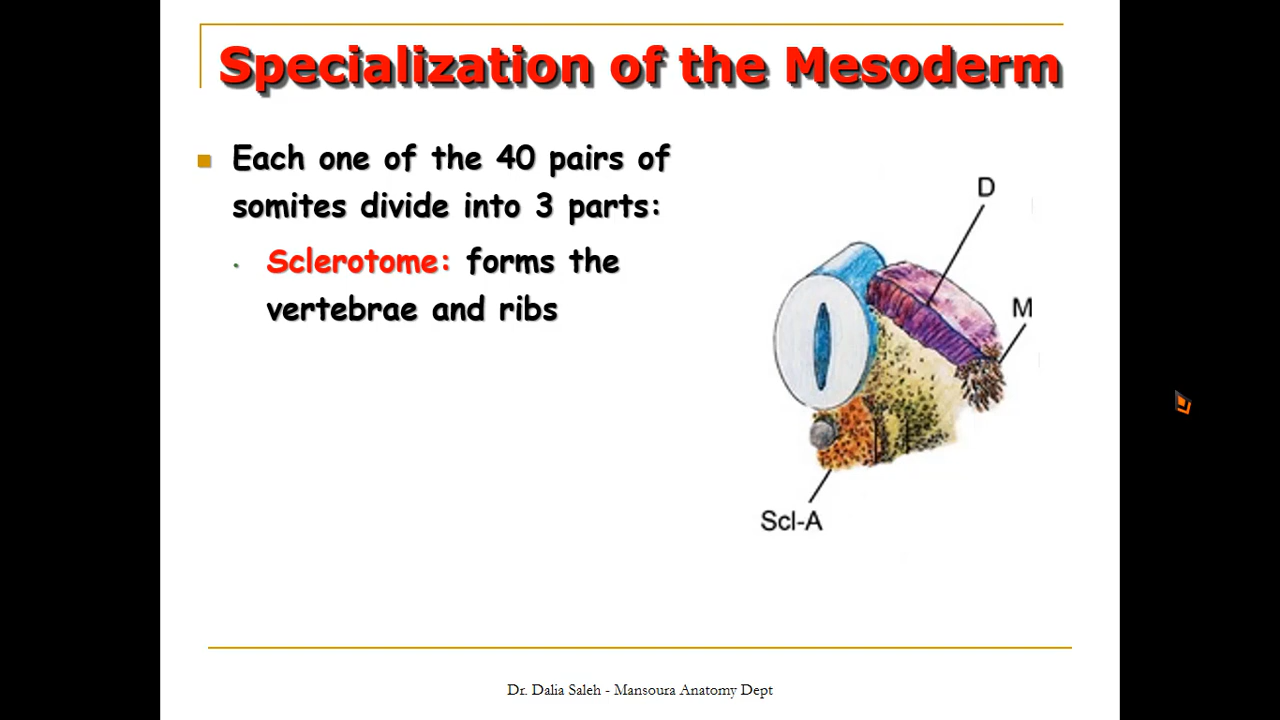 Specialization of the Mesoderm
Each one of the 40 pairs of
somites divide into 3 parts:
Sclerotome: forms the
vertebrae and ribs
D
M
Scl-A
Dr. Dalia Saleh - Mansoura Anatomy Dept